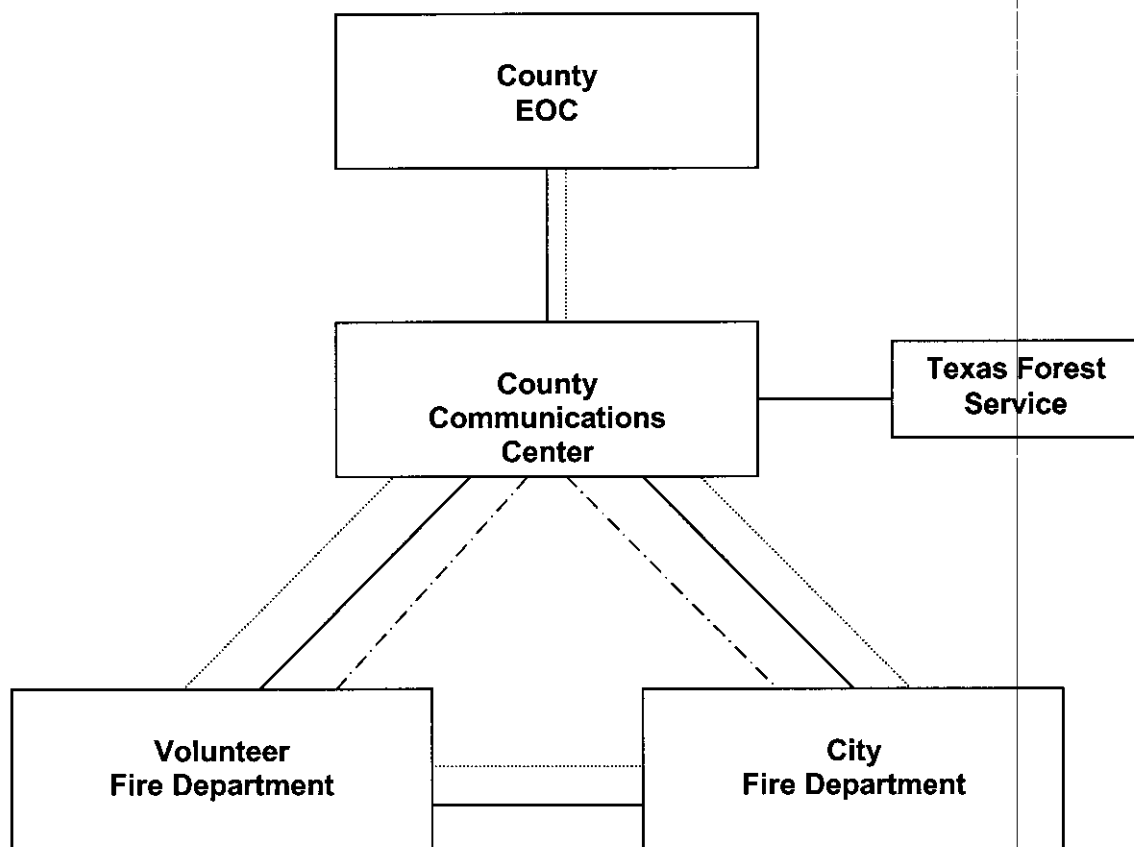 County
EOC
County
Communications
Center
Texas Forest
Service
Volunteer
Fire Department
City
Fire Department